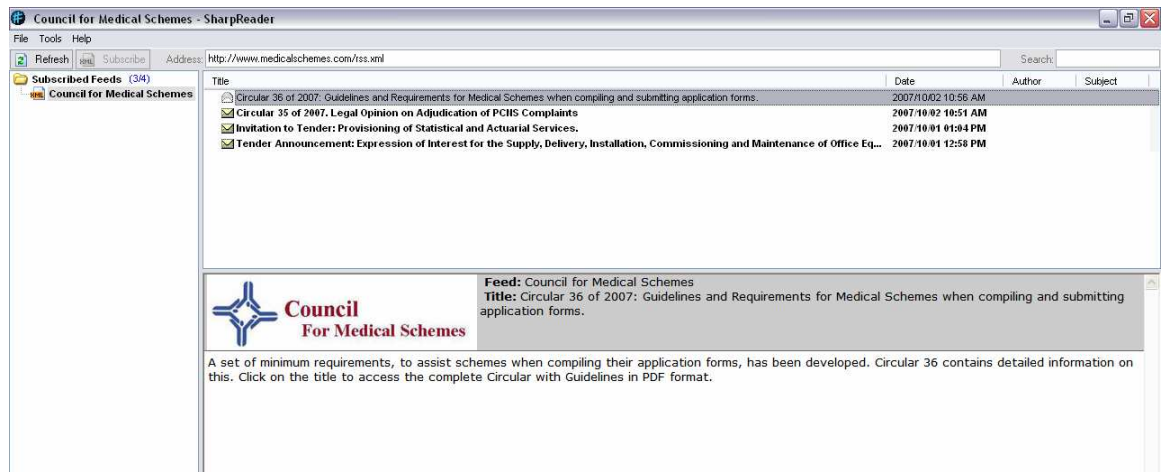 Council for Medical Schemes - SharpReader
File Tools Help
Refresh XML Subscribe Address: http://www.medicalschemes.com/rss.xml Search:
Subscribed Feeds (3/4)
XML Council for Medical Schemes
Title Date Author Subject
Circular 36 of 2007: Guidelines and Requirements for Medical Schemes when compiling and submitting application forms. 2007/10/02 10:56 AM
Circular 35 of 2007. Legal Opinion on Adjudication of PCNS Complaints 2007/10/02 10:51 AM
Invitation to Tender: Provisioning of Statistical and Actuarial Services. 2007/10/01 01:04 PM
Tender Announcement: Expression of Interest for the Supply, Delivery, Installation, Commissioning and Maintenance of Office Eq... 2007/10/01 12:58 PM
Council
For Medical Schemes
Feed: Council for Medical Schemes
Title: Circular 36 of 2007: Guidelines and Requirements for Medical Schemes when compiling and submitting
application forms.
A set of minimum requirements, to assist schemes when compiling their application forms, has been developed. Circular 36 contains detailed information on
this. Click on the title to access the complete Circular with Guidelines in PDF format.